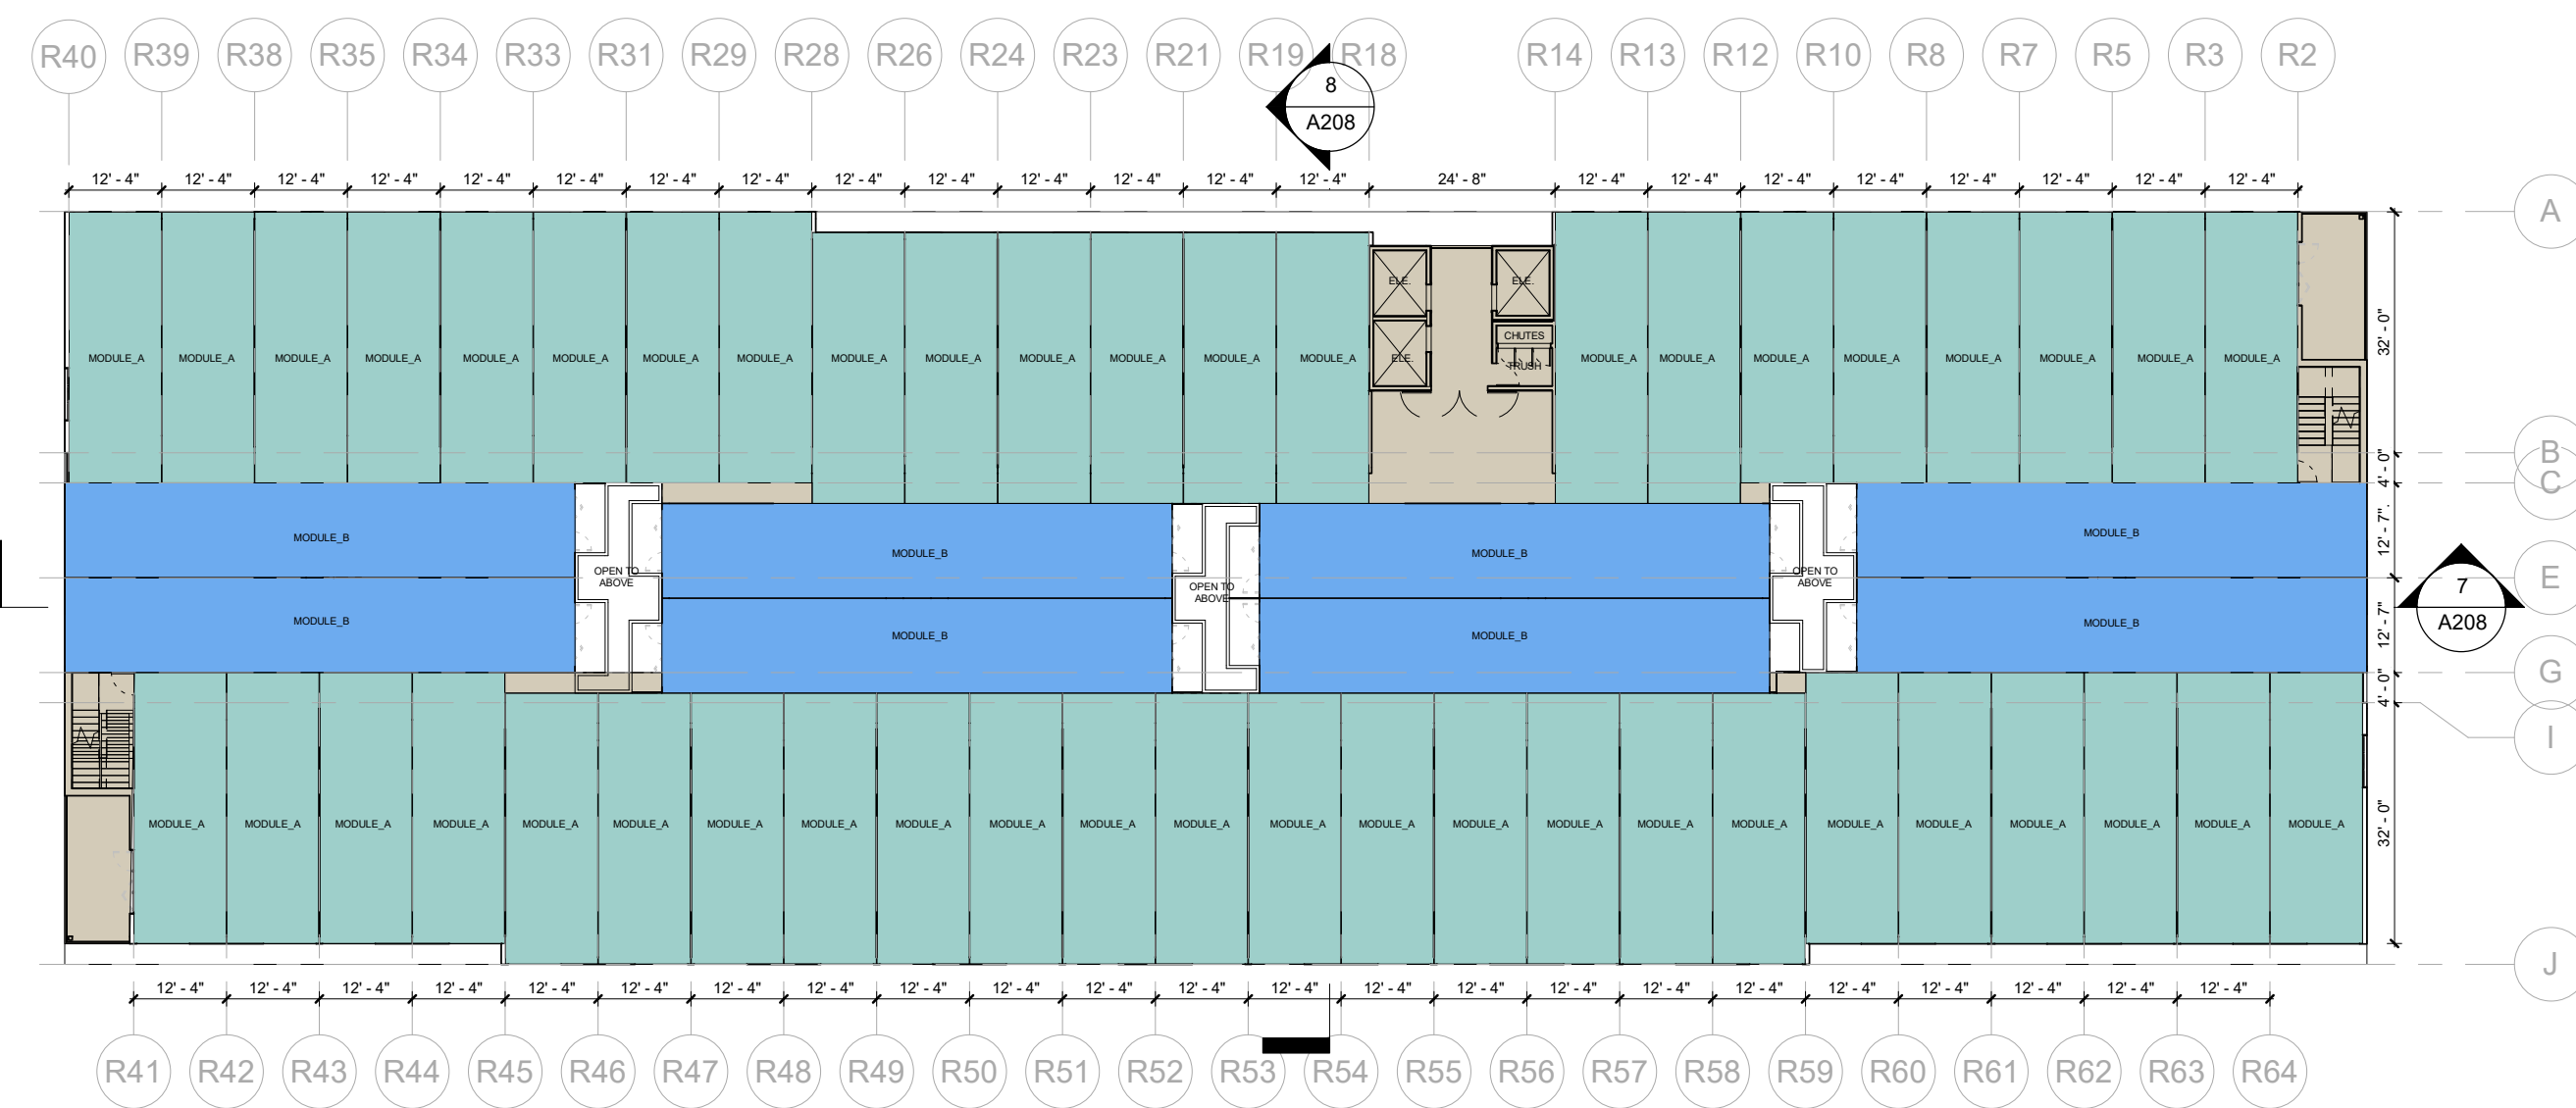 R40 R39 R38 R35 R34 R33 R31 R29 R28 R26 R24 R23 R21 R19 R18 R14 R13 R12 R10 R8 R7 R5 R3 R2
8
A208
12' - 4" 12' - 4" 12' - 4" 12' - 4" 12' - 4" 12' - 4" 12' - 4" 12' - 4" 12' - 4" 12' - 4" 12' - 4" 12' - 4" 12' - 4" 12' - 4" 24' - 8" 12' - 4" 12' - 4" 12' - 4" 12' - 4" 12' - 4" 12' - 4" 12' - 4" 12' - 4"
A
ELE. ELE.
32' - 0"
CHUTES
MODULE_A MODULE_A MODULE_A MODULE_A MODULE_A MODULE_A MODULE_A MODULE_A MODULE_A MODULE_A MODULE_A MODULE_A MODULE_A MODULE_A ELE. TRUSH MODULE_A MODULE_A MODULE_A MODULE_A MODULE_A MODULE_A MODULE_A MODULE_A
B
4' - 0"
C
12' - 7"
MODULE_B MODULE_B MODULE_B MODULE_B
OPEN TO
ABOVE
OPEN TO
ABOVE
OPEN TO
ABOVE
E
7
A208
12' - 7"
MODULE_B MODULE_B MODULE_B MODULE_B
G
4' - 0"
I
MODULE_A MODULE_A MODULE_A MODULE_A MODULE_A MODULE_A MODULE_A MODULE_A MODULE_A MODULE_A MODULE_A MODULE_A MODULE_A MODULE_A MODULE_A MODULE_A MODULE_A MODULE_A MODULE_A MODULE_A MODULE_A MODULE_A MODULE_A MODULE_A
32' - 0"
J
12' - 4" 12' - 4" 12' - 4" 12' - 4" 12' - 4" 12' - 4" 12' - 4" 12' - 4" 12' - 4" 12' - 4" 12' - 4" 12' - 4" 12' - 4" 12' - 4" 12' - 4" 12' - 4" 12' - 4" 12' - 4" 12' - 4" 12' - 4" 12' - 4" 12' - 4" 12' - 4"
R41 R42 R43 R44 R45 R46 R47 R48 R49 R50 R51 R52 R53 R54 R55 R56 R57 R58 R59 R60 R61 R62 R63 R64